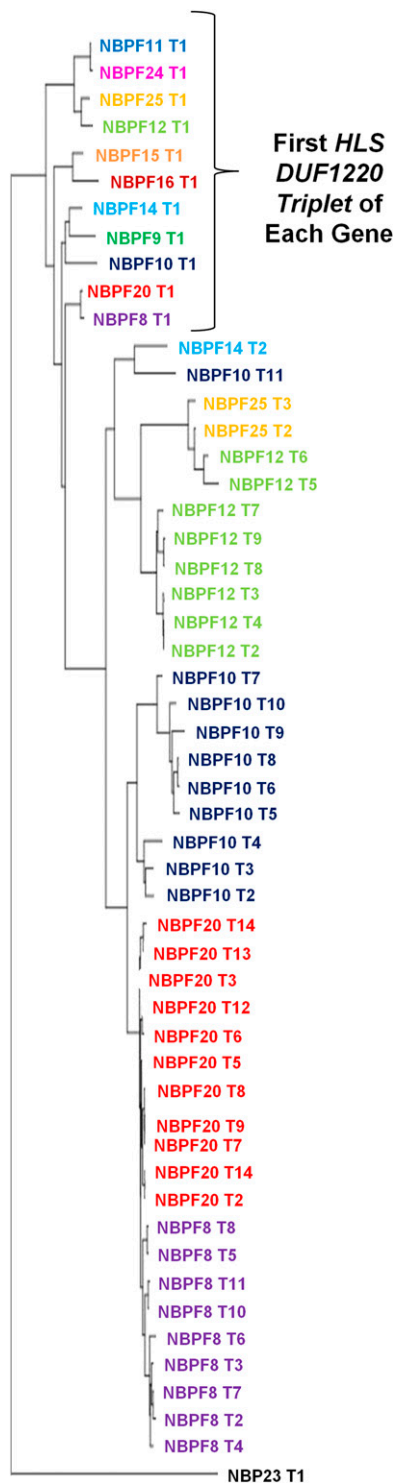 NBPF11 T1
NBPF24 T1
NBPF25 T1
NBPF12 T1
NBPF15 T1
NBPF16 T1
NBPF14 T1
NBPF9 T1
NBPF10 T1
NBPF20 T1
NBPF8 T1
First HLS
DUF1220
Triplet of
Each Gene
NBPF14 T2
NBPF10 T11
NBPF25 T3
NBPF25 T2
NBPF12 T6
NBPF12 T5
NBPF12 T7
NBPF12 T9
NBPF12 T8
NBPF12 T3
NBPF12 T4
NBPF12 T2
NBPF10 T7
NBPF10 T10
NBPF10 T9
NBPF10 T8
NBPF10 T6
NBPF10 T5
NBPF10 T4
NBPF10 T3
NBPF10 T2
NBPF20 T14
NBPF20 T13
NBPF20 T3
NBPF20 T12
NBPF20 T6
NBPF20 T5
NBPF20 T8
NBPF20 T9
NBPF20 T7
NBPF20 T14
NBPF20 T2
NBPF8 T8
NBPF8 T5
NBPF8 T11
NBPF8 T10
NBPF8 T6
NBPF8 T3
NBPF8 T7
NBPF8 T2
NBPF8 T4
NBP23 T1